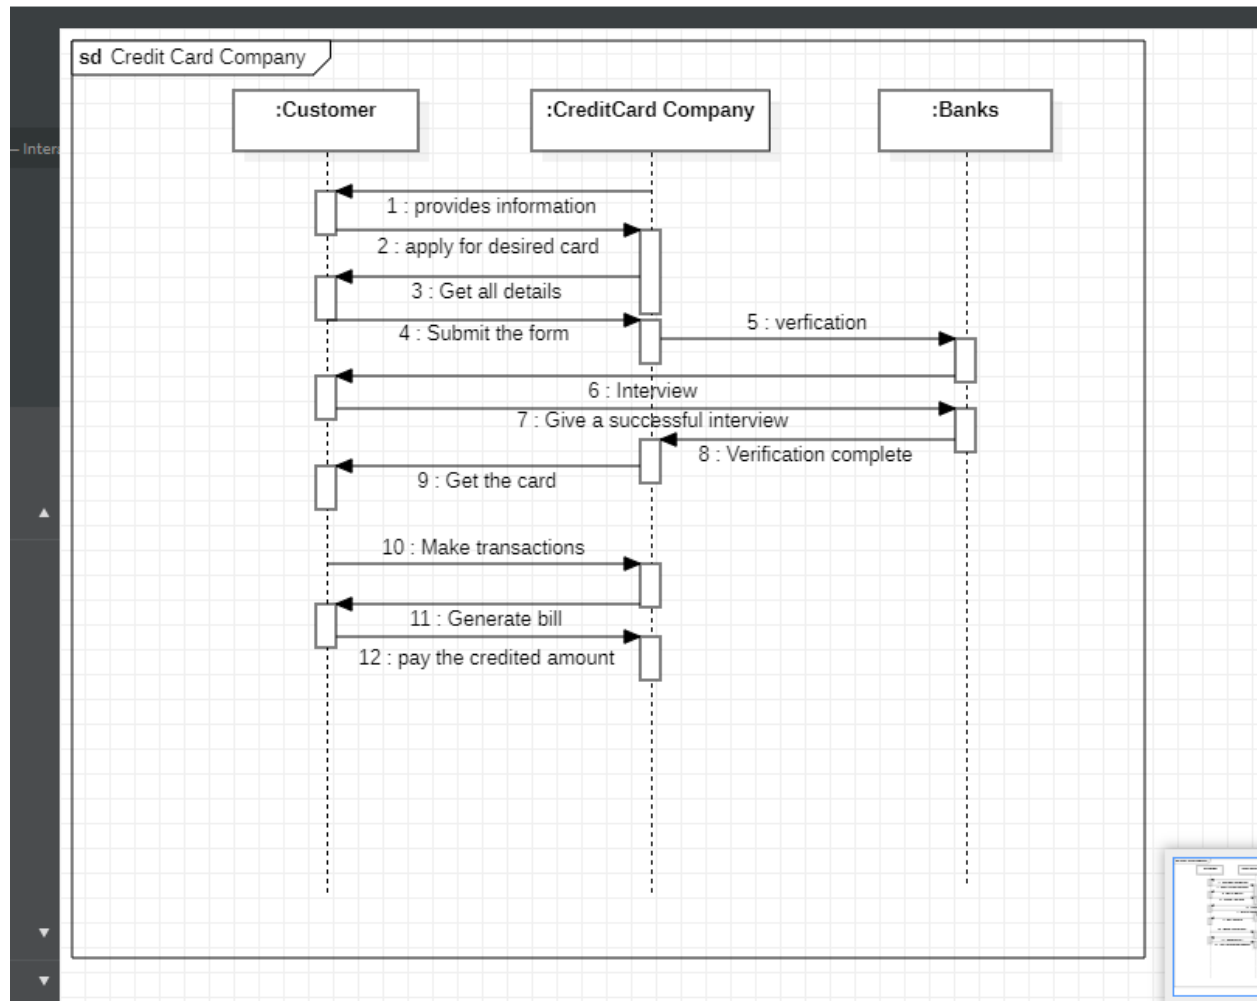 sd Credit Card Company
:Customer
:CreditCard Company
:Banks
– Inter
1 : provides information
2 : apply for desired card
3 : Get all details
4 : Submit the form
5 : verfication
6 : Interview
7 : Give a successful interview
8 : Verification complete
9 : Get the card
10 : Make transactions
11 : Generate bill
12 : pay the credited amount